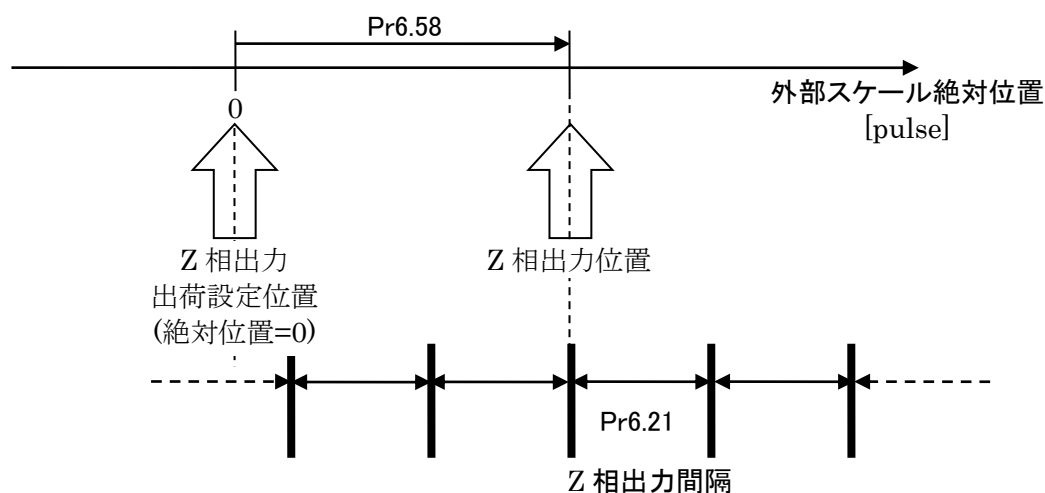 Pr6.58
外部スケール絶対位置
[pulse]
0
Z 相出力
出荷設定位置
(絶対位置=0)
Z 相出力位置
Pr6.21
Z 相出力間隔